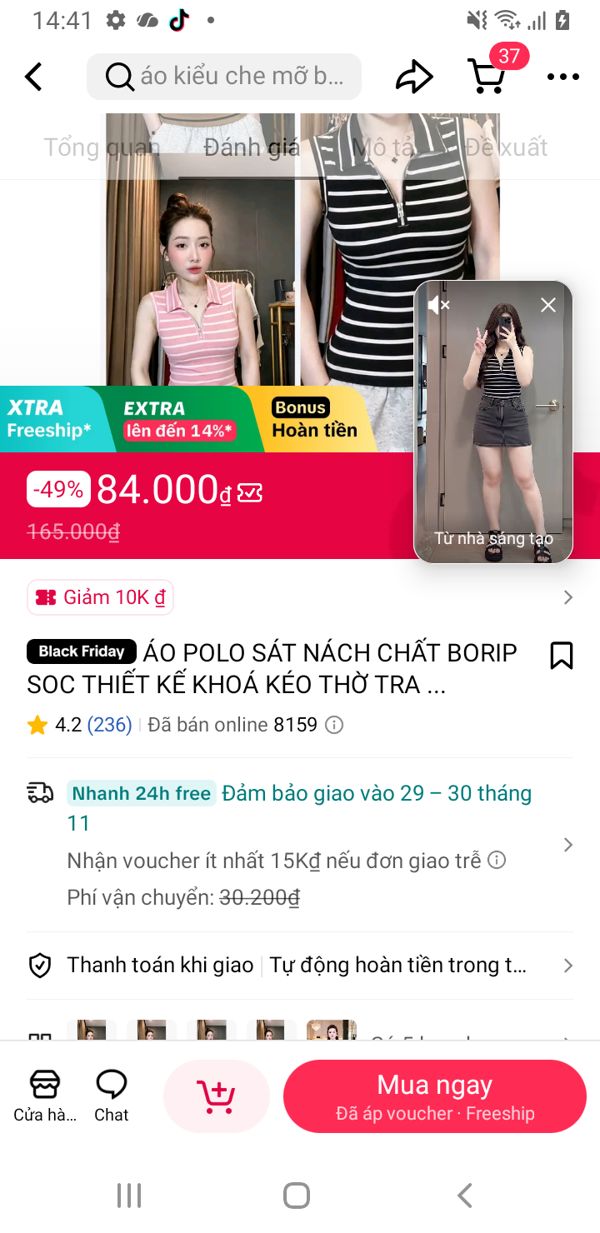 14:41
áo kiểu che mỡ b...
37
Tổng quan Đánh giá Mô tả Đề xuất
XTRA
Freeship*
EXTRA
lên đến 14%*
Bonus
Hoàn tiền
Từ nhà sáng tạo
-49% 84.000đ
165.000₫
Giảm 10K ₫
Black Friday ÁO POLO SÁT NÁCH CHẤT BORIP
SOC THIẾT KẾ KHOÁ KÉO THỜ TRA ...
4.2 (236) Đã bán online 8159
Nhanh 24h free Đảm bảo giao vào 29 – 30 tháng
11
Nhận voucher ít nhất 15K₫ nếu đơn giao trễ
Phí vận chuyển: 30.200₫
Thanh toán khi giao Tự động hoàn tiền trong t...
Cửa hà...
Chat
Mua ngay
Đã áp voucher · Freeship